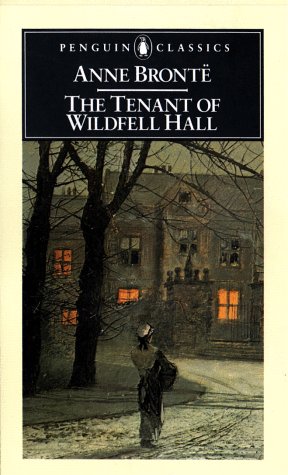 PENGUIN CLASSICS
ANNE BRONTË
THE TENANT OF
WILDFELL HALL